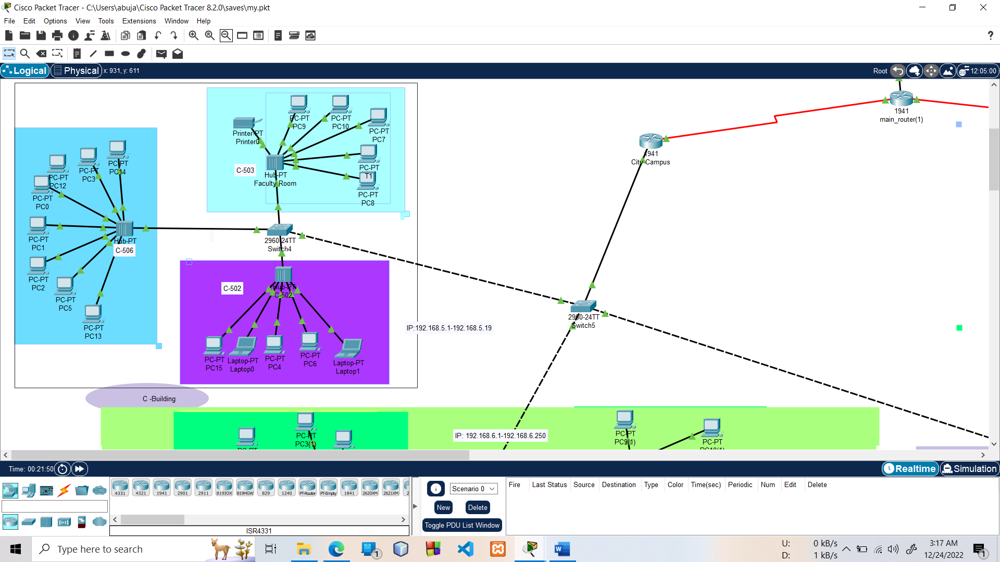 Cisco Packet Tracer - C:\Users\abuja\Cisco Packet Tracer 8.2.0\saves\my.pkt
File Edit Options View Tools Extensions Window Help
?
Logical Physical x: 931, y: 611 Root 12:05:00
1941
main_router(1)
1941
City Campus
PC-PT
PC9
PC-PT
PC10
PC-PT
PC7
Printer-PT
Printer0
PC-PT
T1
PC-PT
PC8
C-503
Hub-PT
Faculty Room
PC-PT
PC14
PC-PT
PC3
PC-PT
PC12
PC-PT
PC0
PC-PT
PC1
PC-PT
PC2
PC-PT
PC5
PC-PT
PC13
Hub-PT
C-506
2960-24TT
Switch4
C-502
Hub-PT
C-502
PC-PT
PC15
Laptop-PT
Laptop0
PC-PT
PC4
PC-PT
PC6
Laptop-PT
Laptop1
IP:192.168.5.1-192.168.5.19
2960-24TT
Switch5
C -Building
PC-PT
PC3(1)
IP: 192.168.6.1-192.168.6.250
PC-PT
PC9(1)
PC-PT
PC10(1)
PC-PT
Time: 00:21:50 Realtime Simulation
4331 4321 1941 2901 2911 819IOX 819HGW 829 1240 PT-Router PT-Empty 1841 2620XM 2621XM
ISR4331
Scenario 0
New Delete
Toggle PDU List Window
Fire Last Status Source Destination Type Color Time(sec) Periodic Num Edit Delete
Type here to search
1
U: 0 kB/s
D: 1 kB/s
3:17 AM
12/24/2022
1